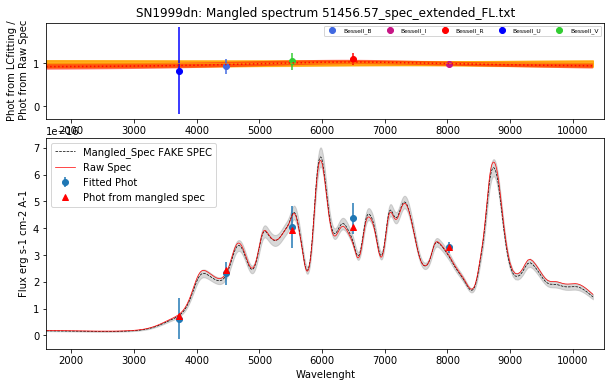 SN1999dn: Mangled spectrum 51456.57_spec_extended_FL.txt
Phot from LCfitting /
Phot from Raw Spec
1
0
Bessell_B
Bessell_I
Bessell_R
Bessell_U
Bessell_V
2000 3000 4000 5000 6000 7000 8000 9000 10000
1e−16
Flux erg s-1 cm-2 A-1
7
6
5
4
3
2
1
0
Mangled_Spec FAKE SPEC
Raw Spec
Fitted Phot
Phot from mangled spec
2000 3000 4000 5000 6000 7000 8000 9000 10000
Wavelenght